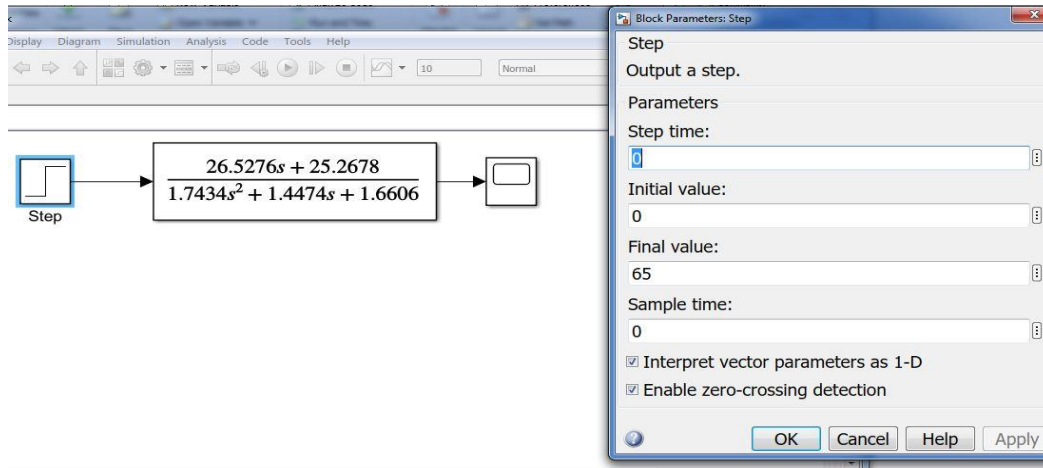 Display Diagram Simulation Analysis Code Tools Help
10 Normal
Step
26.5276s + 25.2678
1.7434s² + 1.4474s + 1.6606
Block Parameters: Step
Step
Output a step.
Parameters
Step time:
0
Initial value:
0
Final value:
65
Sample time:
0
Interpret vector parameters as 1-D
Enable zero-crossing detection
OK Cancel Help Apply